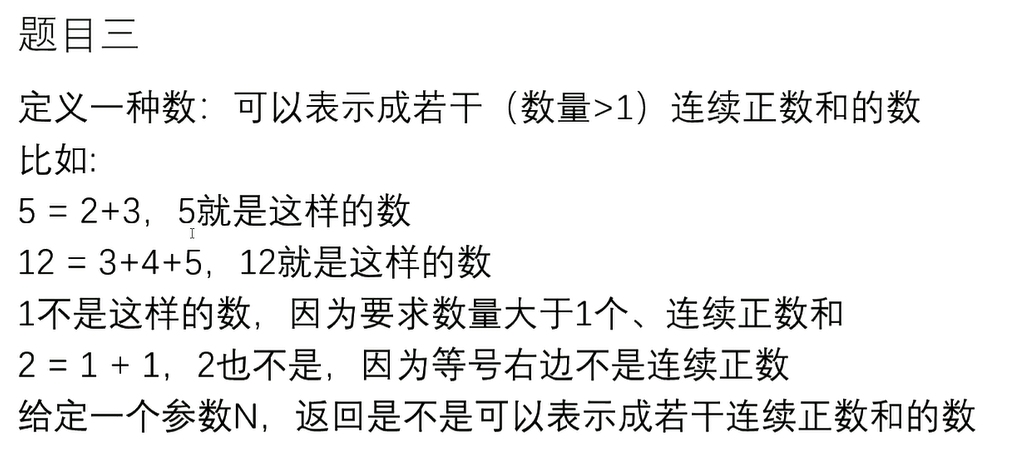 题目三
定义一种数：可以表示成若干（数量>1）连续正数和的数
比如:
5 = 2+3，5就是这样的数
12 = 3+4+5，12就是这样的数
1不是这样的数，因为要求数量大于1个、连续正数和
2 = 1 + 1，2也不是，因为等号右边不是连续正数
给定一个参数N，返回是不是可以表示成若干连续正数和的数